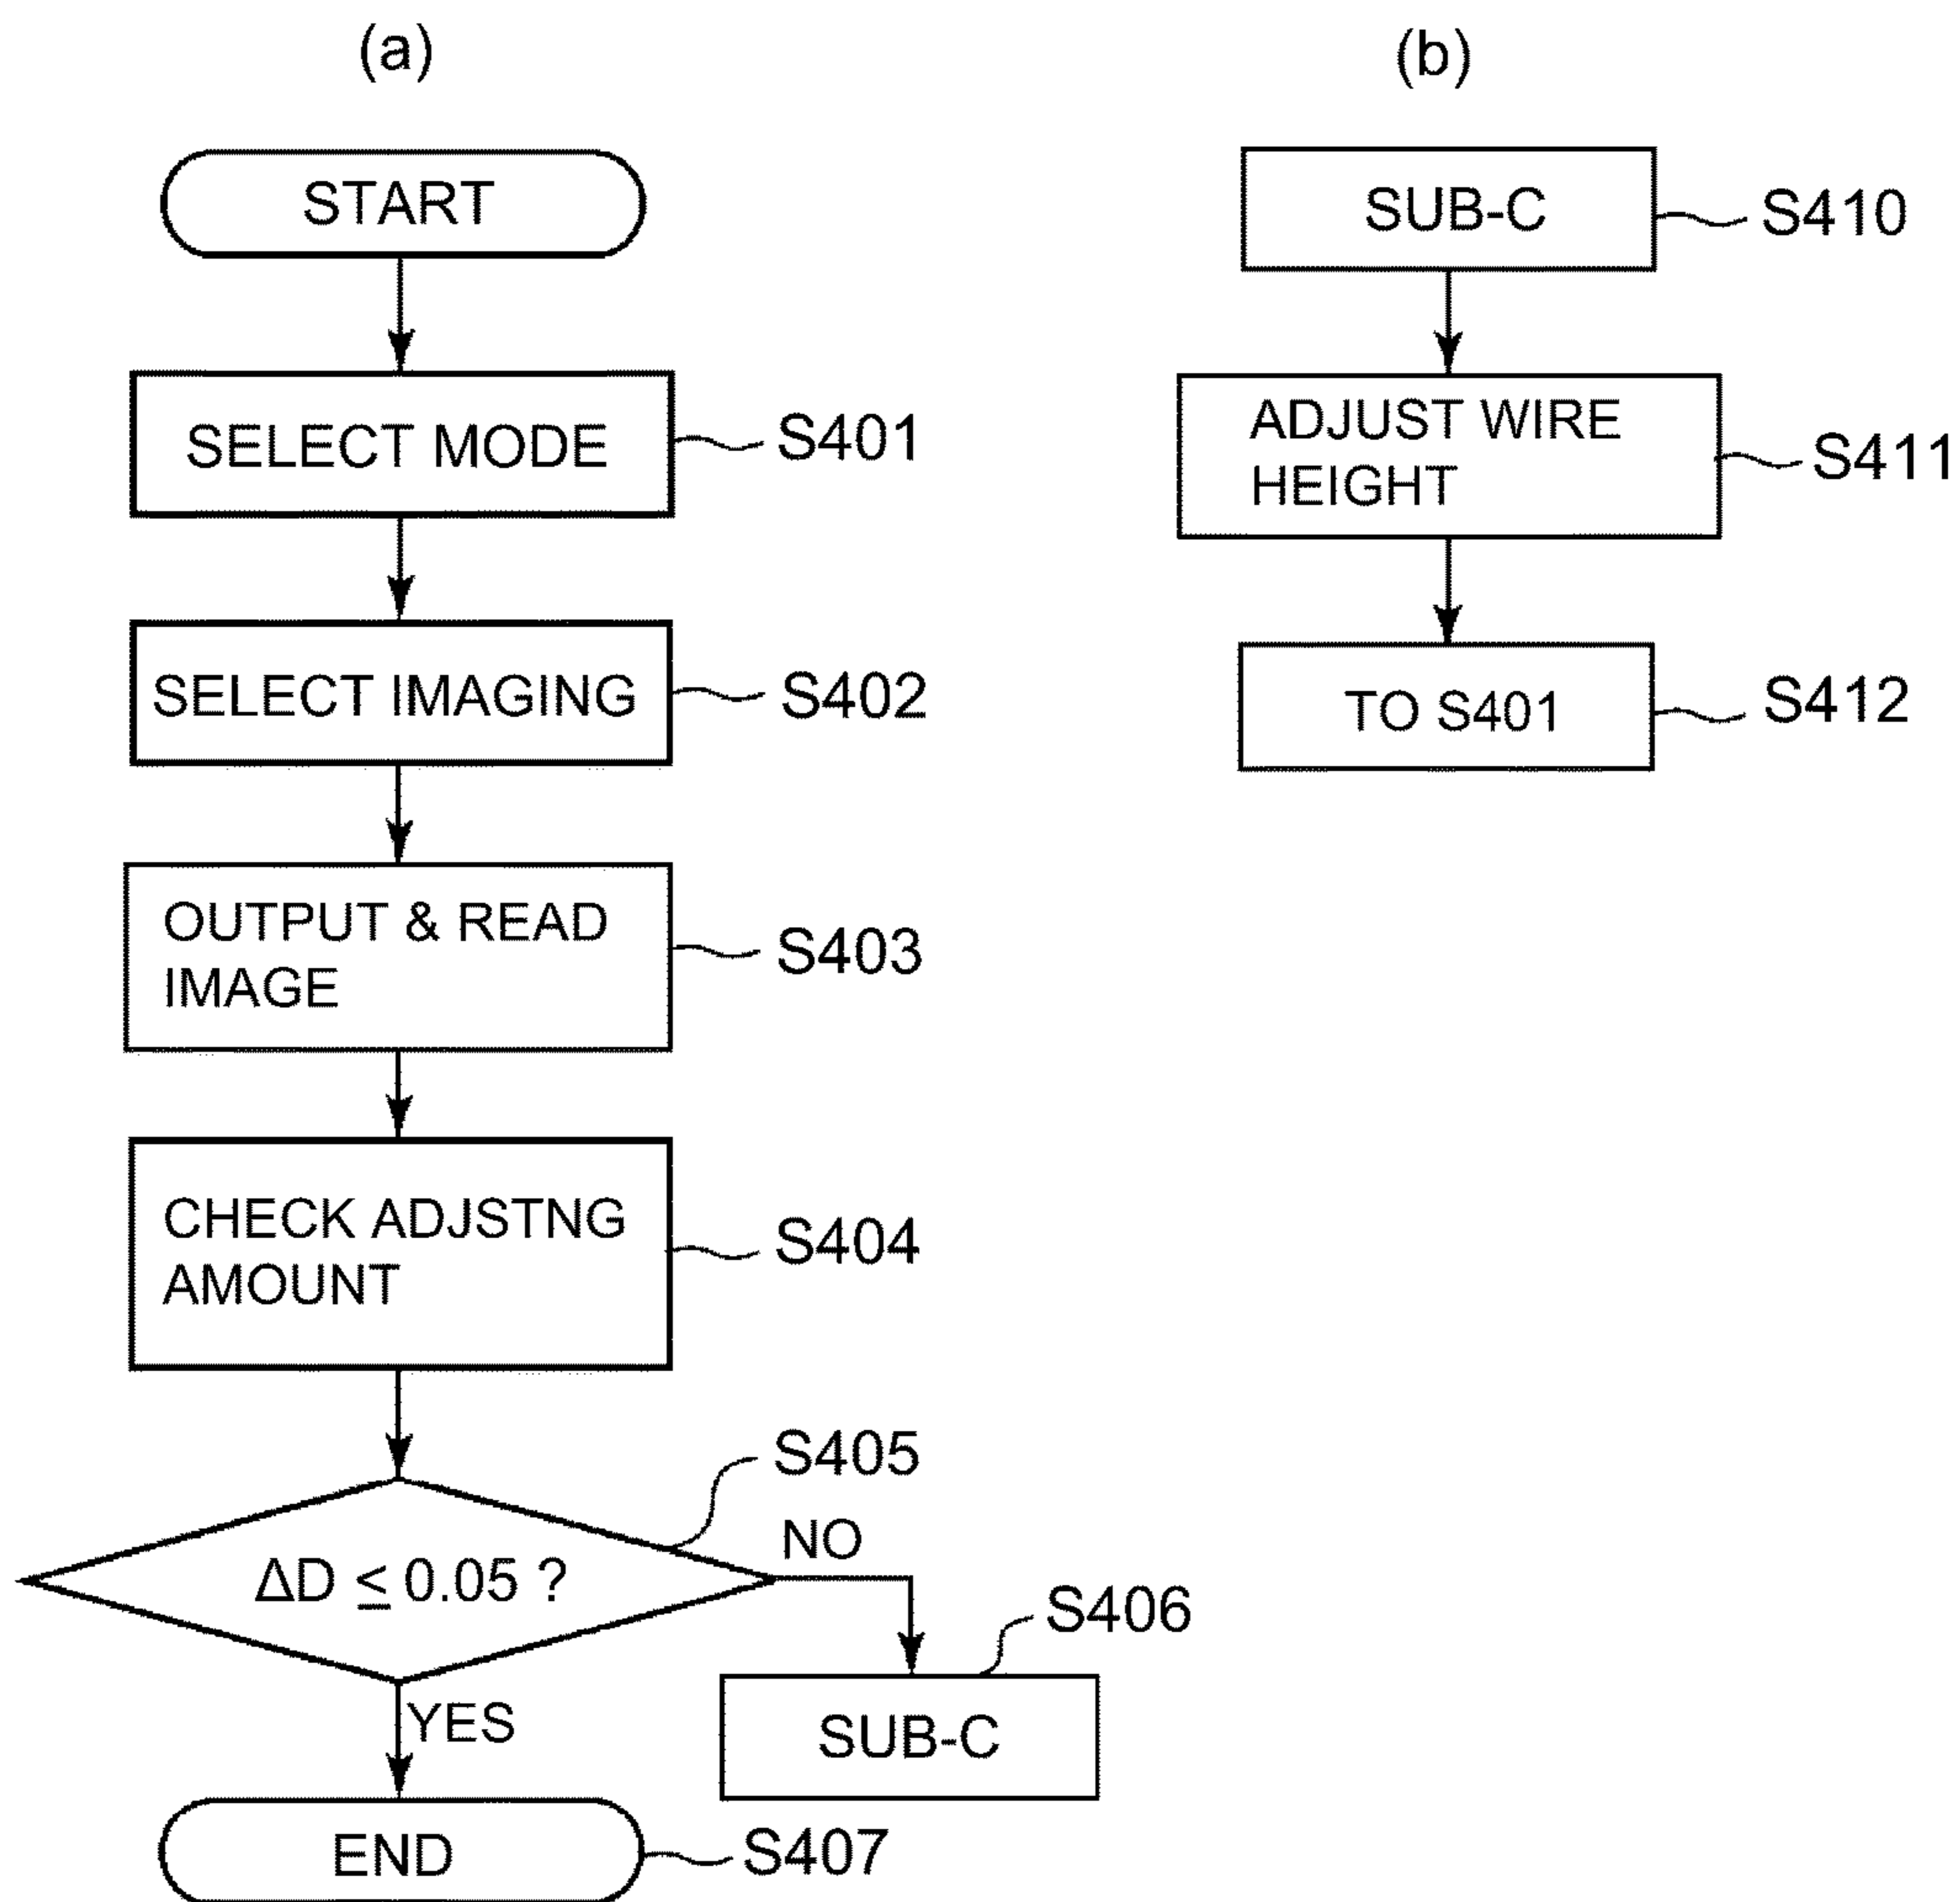 (a)
START
SELECT MODE
S401
SELECT IMAGING
S402
OUTPUT & READ
IMAGE
S403
CHECK ADJSTNG
AMOUNT
S404
S405
ΔD ≤ 0.05 ?
NO
S406
SUB-C
YES
END
S407
(b)
SUB-C
S410
ADJUST WIRE
HEIGHT
S411
TO S401
S412